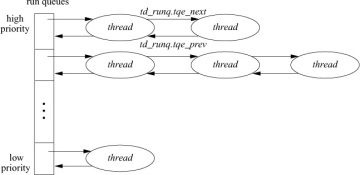 run queues
high
priority
td_runq.tqe_next
thread
thread
td_runq.tqe_prev
thread
thread
thread
low
priority
thread